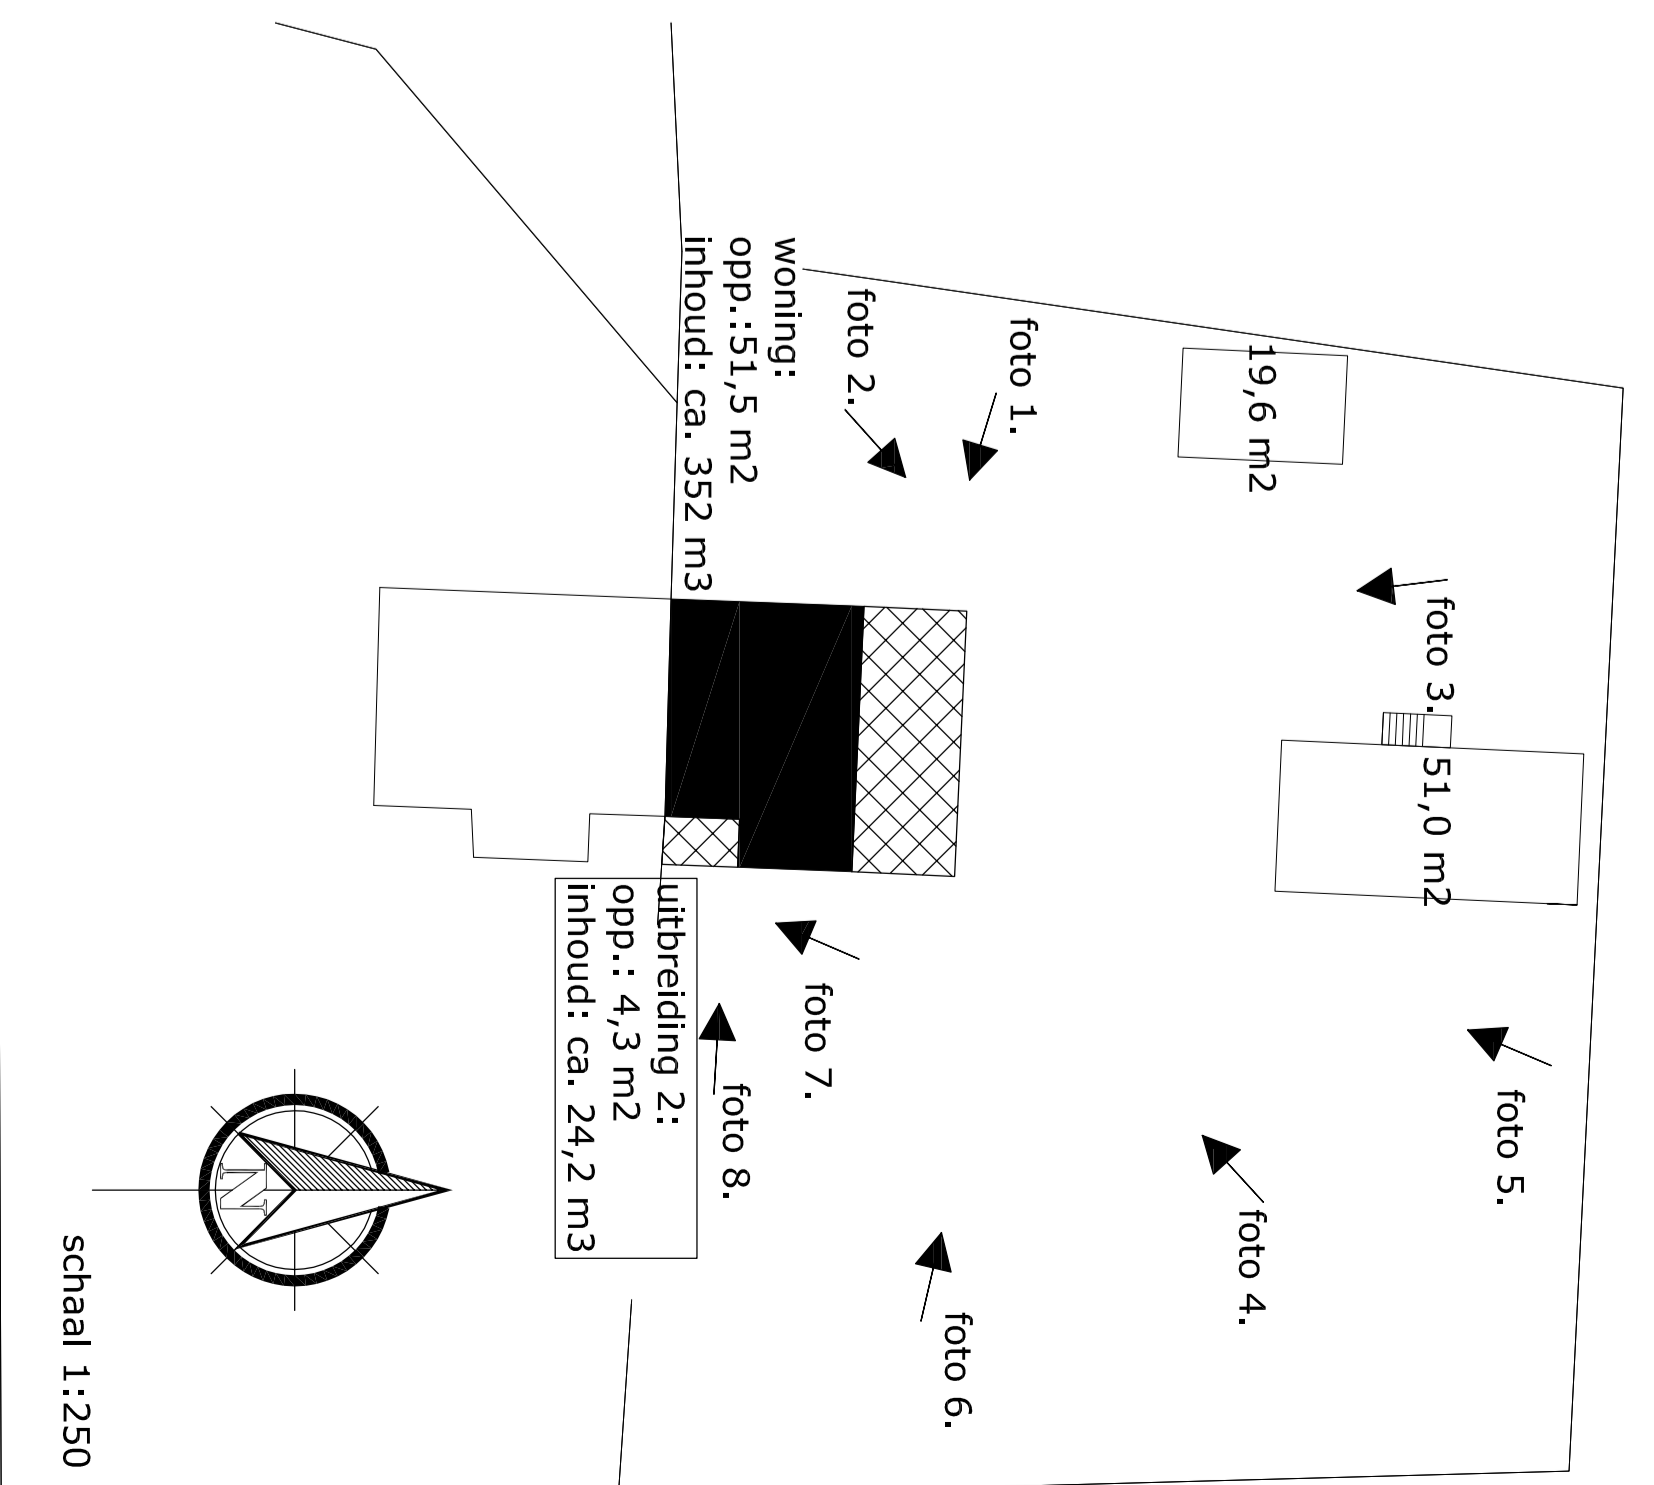 19,6 m2
foto 1.
foto 2.
woning:
opp.:51,5 m2
inhoud: ca. 352 m3
foto 3.
51,0 m2
uitbreiding 2:
opp.: 4,3 m2
inhoud: ca. 24,2 m3
foto 7.
foto 8.
foto 5.
foto 4.
foto 6.
N
schaal 1:250